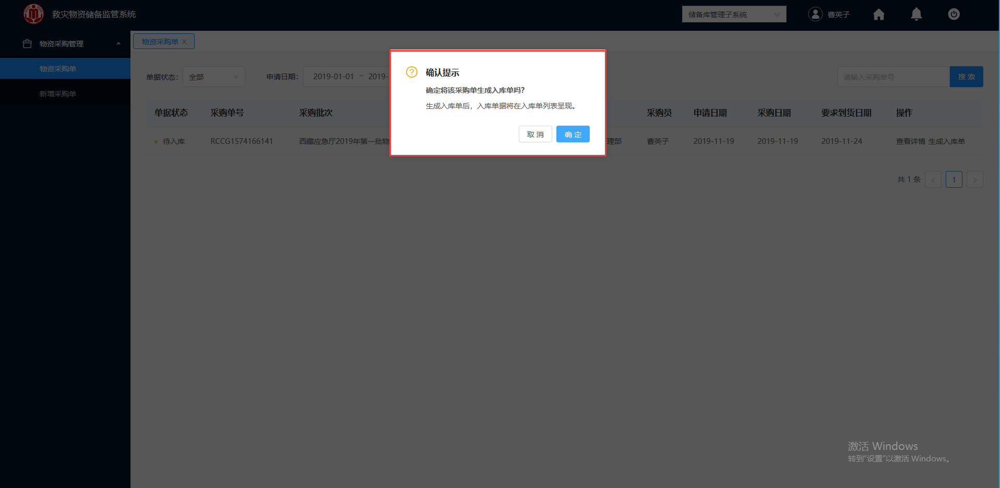 救灾物资储备监管系统
储备库管理子系统
曹英子
物资采购管理
物资采购单
新增采购单
物资采购单
单据状态：
全部
申请日期：
2019-01-01 ~ 2019-
请输入采购单号
搜 索
确认提示
确定将该采购单生成入库单吗？
生成入库单后，入库单据将在入库单列表呈现。
取 消
确 定
单据状态 采购单号 采购批次 采购员 申请日期 采购日期 要求到货日期 操作
待入库 RCCG1574166141 西藏应急厅2019年第一批物 理部 曹英子 2019-11-19 2019-11-19 2019-11-24 查看详情 生成入库单
共 1 条 < 1 >
激活 Windows
转到“设置”以激活 Windows。